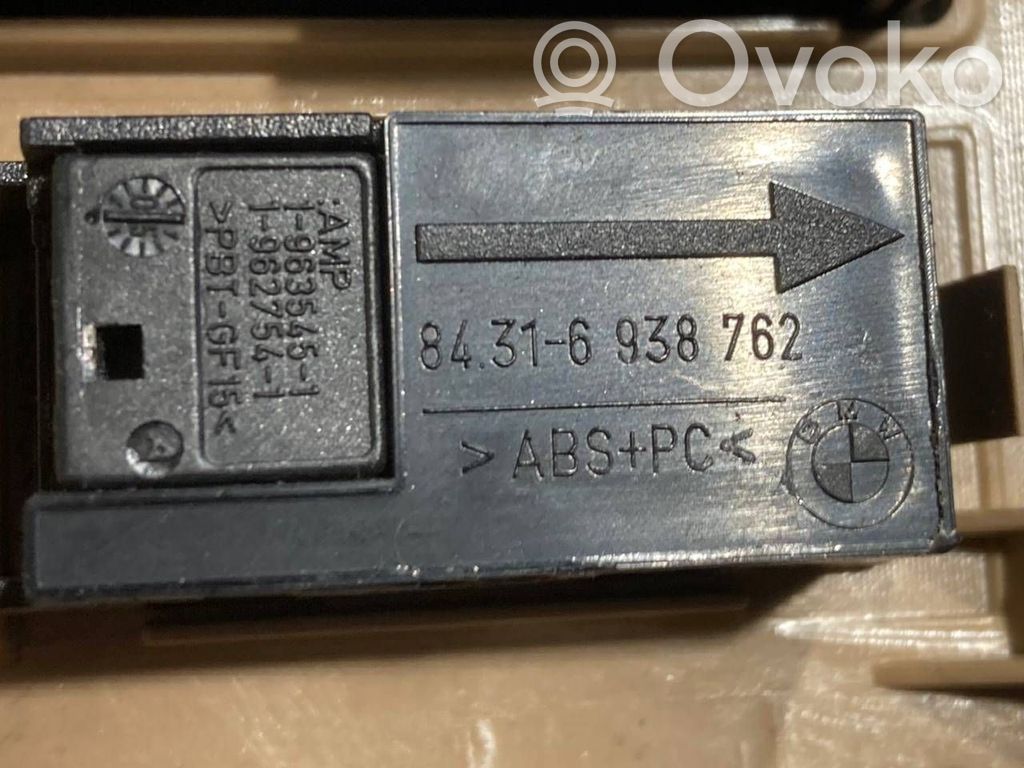 Ovoko
:AMP
1-963545-1
1-962754-1
>PBT-GF15<
84.31-6 938 762
>ABS+PC<
BMW